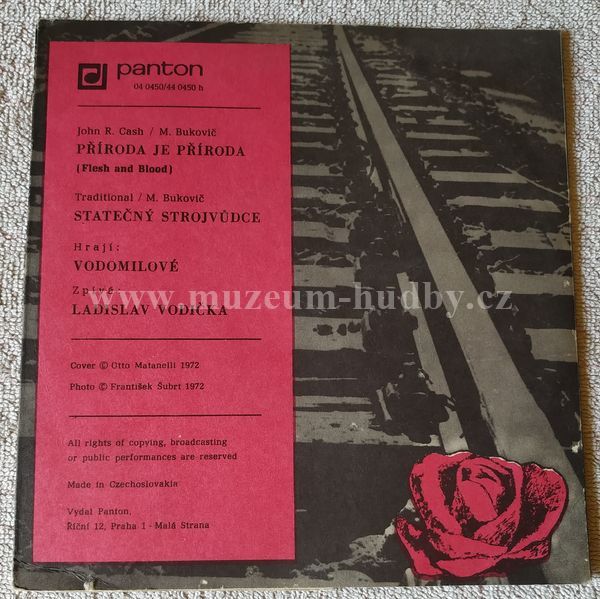 panton
04 0450/44 0450 h
John R. Cash / M. Bukovič
PŘÍRODA JE PŘÍRODA
(Flesh and Blood)
Traditional / M. Bukovič
STATEČNÝ STROJVŮDCE
Hrají:
VODOMILOVÉ
Zpívá:
www.muzeum-hudby.cz
LADISLAV VODIČKA
Cover © Otto Matanelli 1972
Photo © František Šubrt 1972
All rights of copying, broadcasting
or public performances are reserved
Made in Czechoslovakia
Vydal Panton,
Říční 12, Praha 1 - Malá Strana